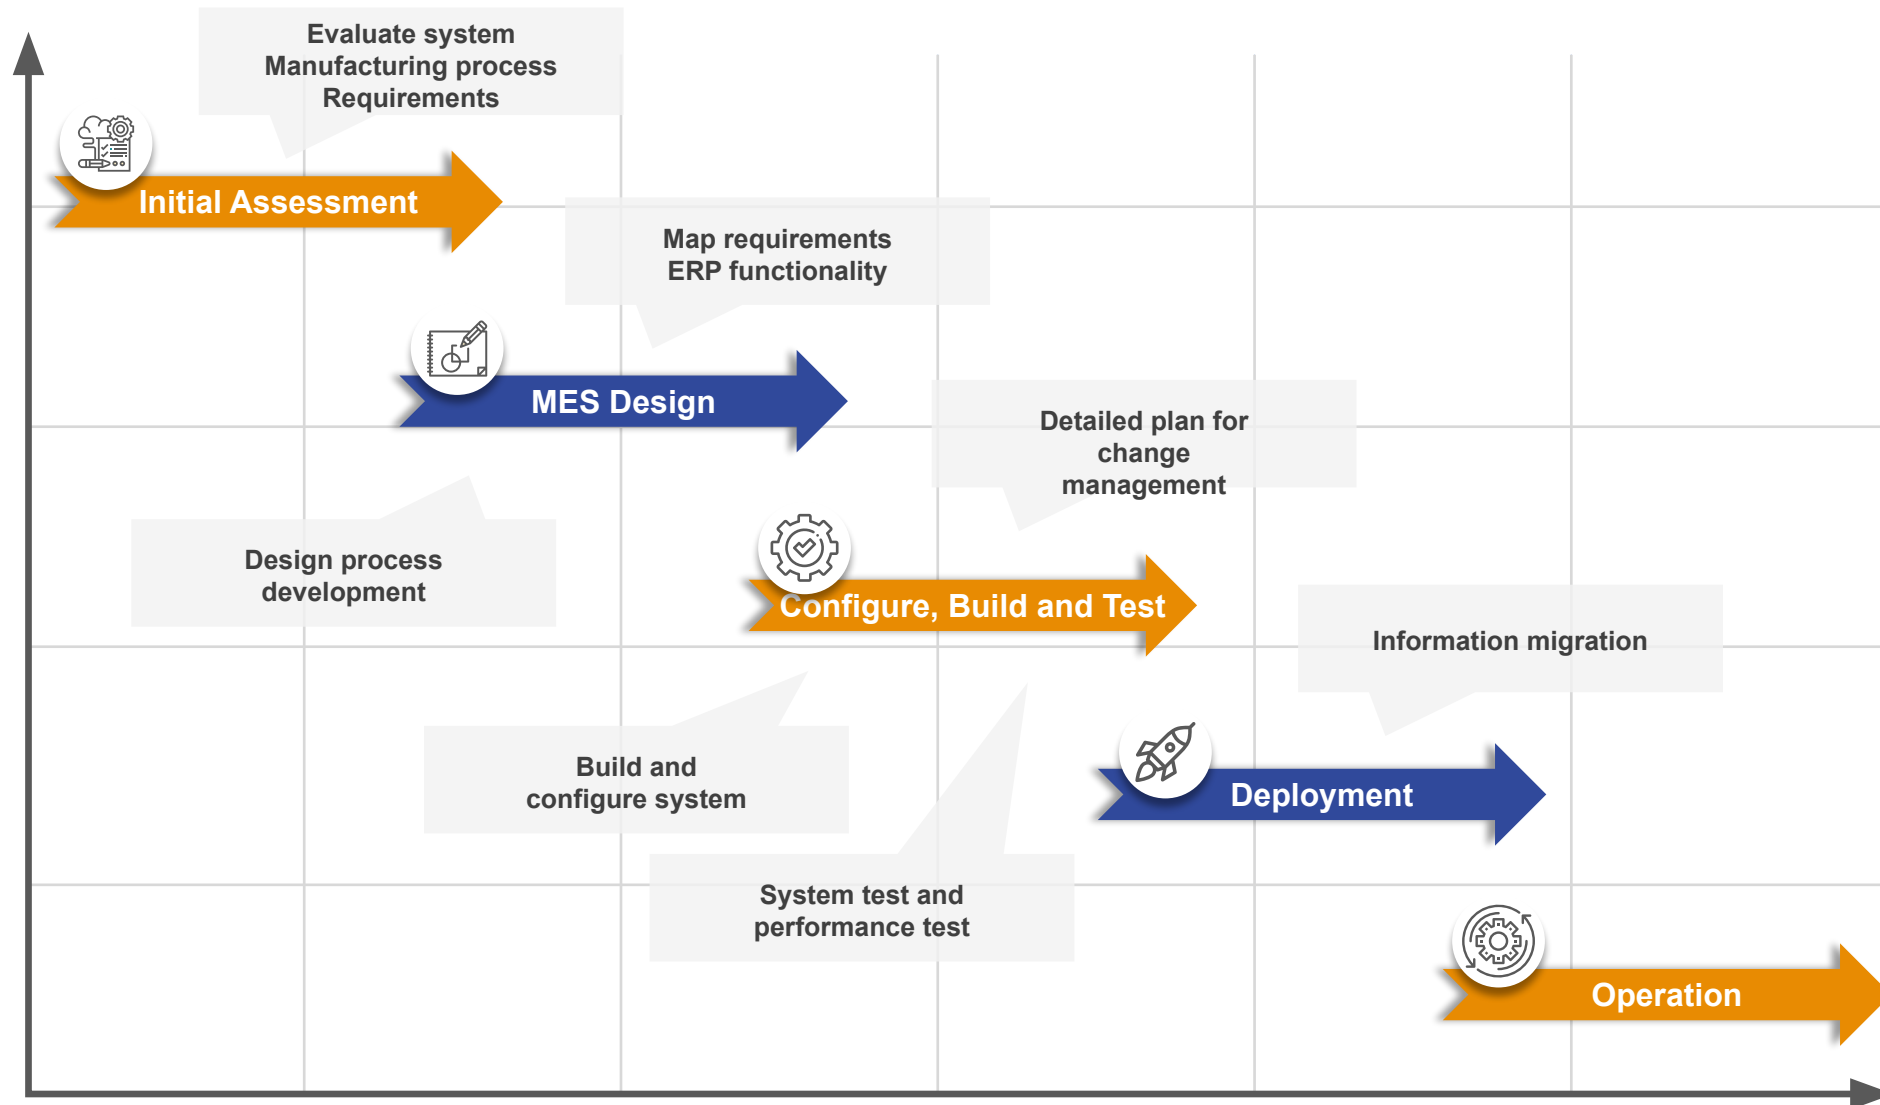 Evaluate system
Manufacturing process
Requirements
Initial Assessment
Map requirements
ERP functionality
MES Design
Detailed plan for
change
management
Design process
development
Configure, Build and Test
Information migration
Build and
configure system
Deployment
System test and
performance test
Operation